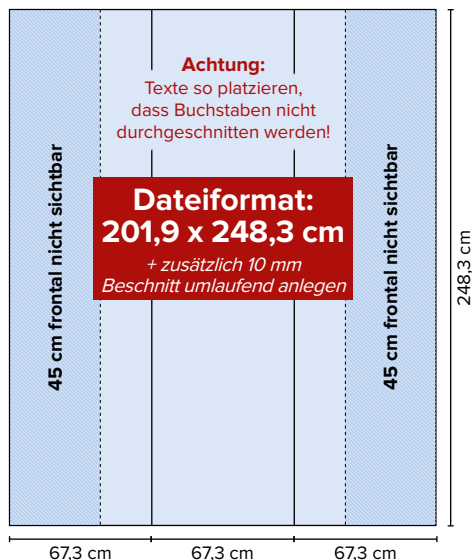 Achtung:
Texte so platzieren,
dass Buchstaben nicht
durchgeschnitten werden!
45 cm frontal nicht sichtbar
Dateiformat:
201,9 x 248,3 cm
+ zusätzlich 10 mm
Beschnitt umlaufend anlegen
45 cm frontal nicht sichtbar
248,3 cm
67,3 cm
67,3 cm
67,3 cm